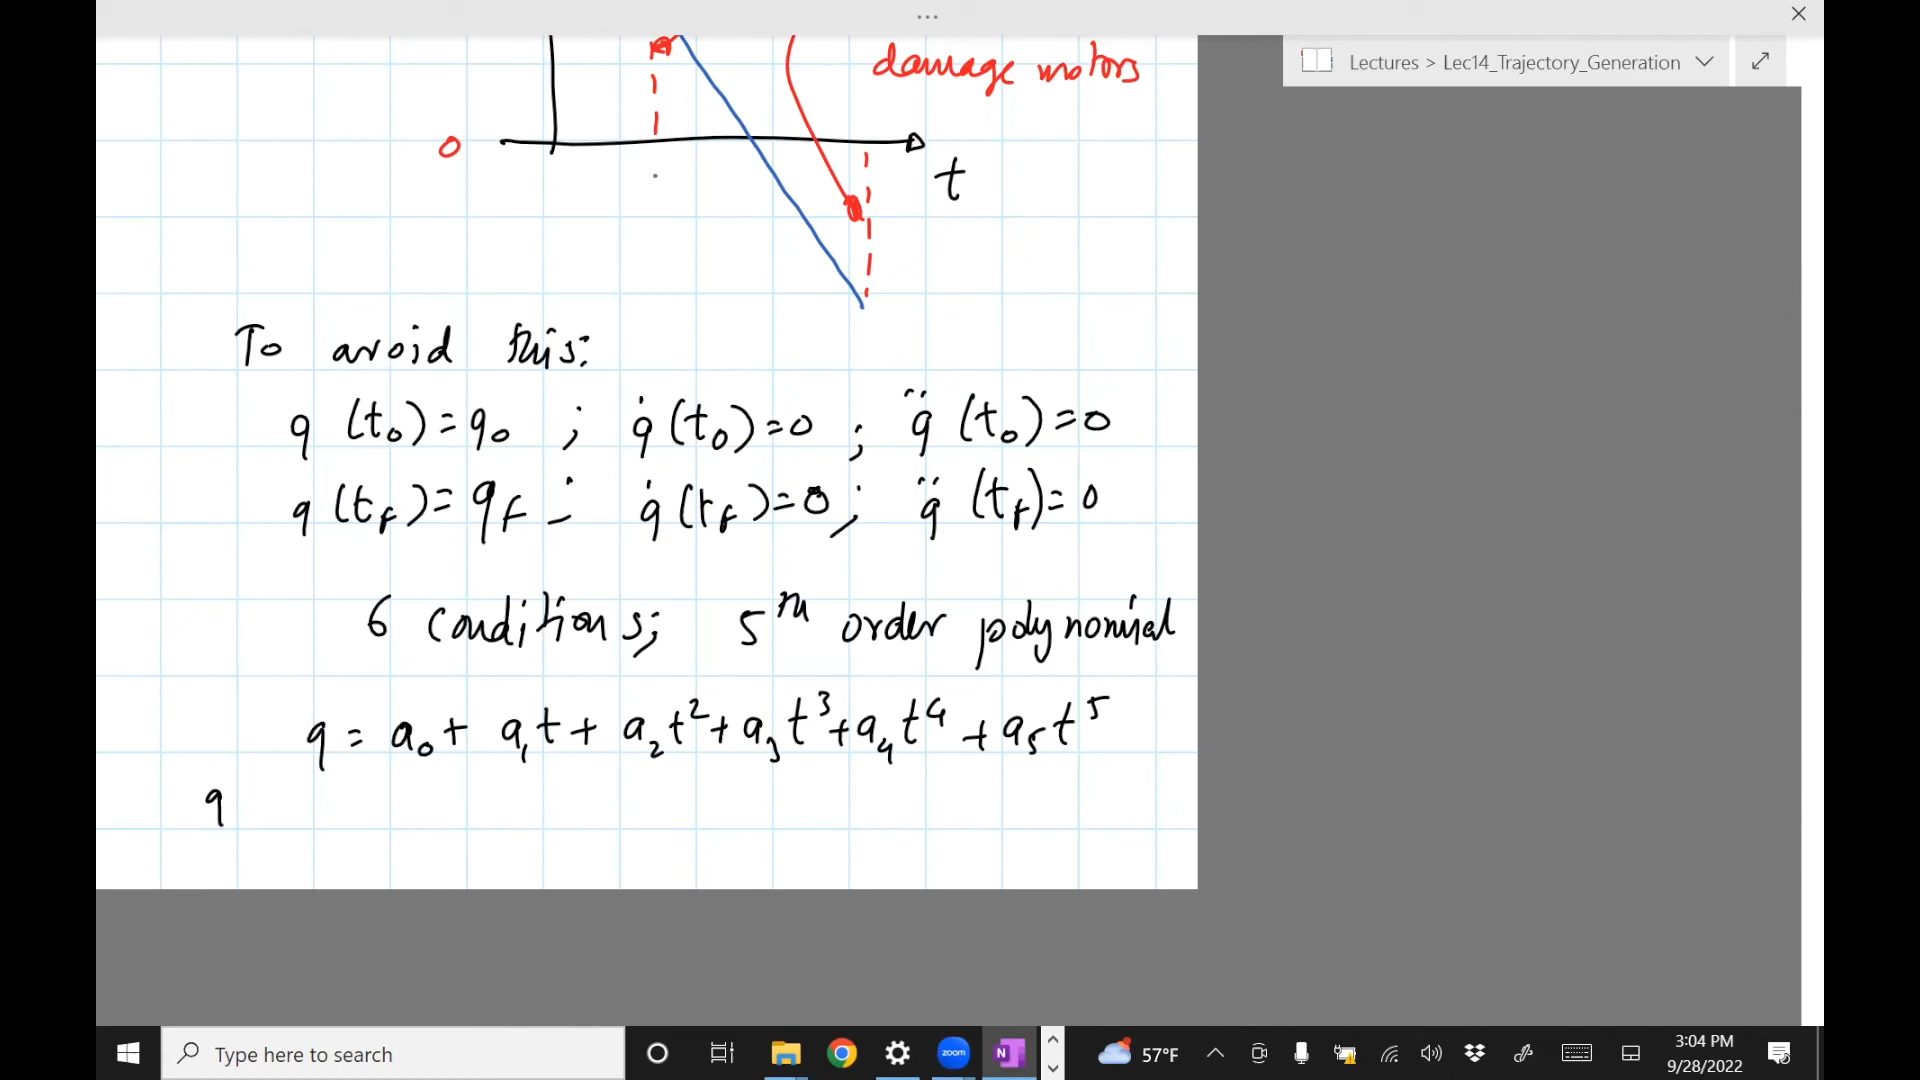 damage motors
Lectures > Lec14_Trajectory_Generation
0
t
To avoid this:
q (t₀)=q₀ ; q̇ (t₀)=0 ; q̈ (t₀)=0
q (t_f)=q_f ; q̇ (t_f)=0 ; q̈ (t_f)=0
6 conditions; 5th order polynomial
q = a₀+ a₁t + a₂t²+a₃t³+a₄t⁴ +a₅t⁵
q
Type here to search
zoom
N
57°F
3:04 PM
9/28/2022